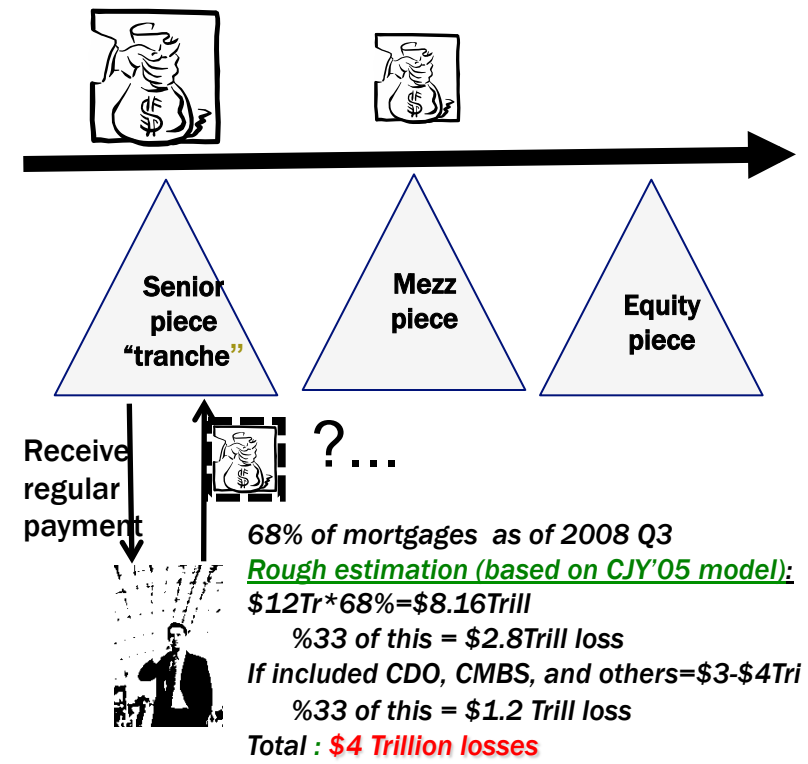 $
$
Senior
piece
“tranche”
Mezz
piece
Equity
piece
Receive
regular
payment
$
?...
68% of mortgages as of 2008 Q3
Rough estimation (based on CJY'05 model):
$12Tr*68%=$8.16Trill
%33 of this = $2.8Trill loss
If included CDO, CMBS, and others=$3-$4Tri
%33 of this = $1.2 Trill loss
Total : $4 Trillion losses